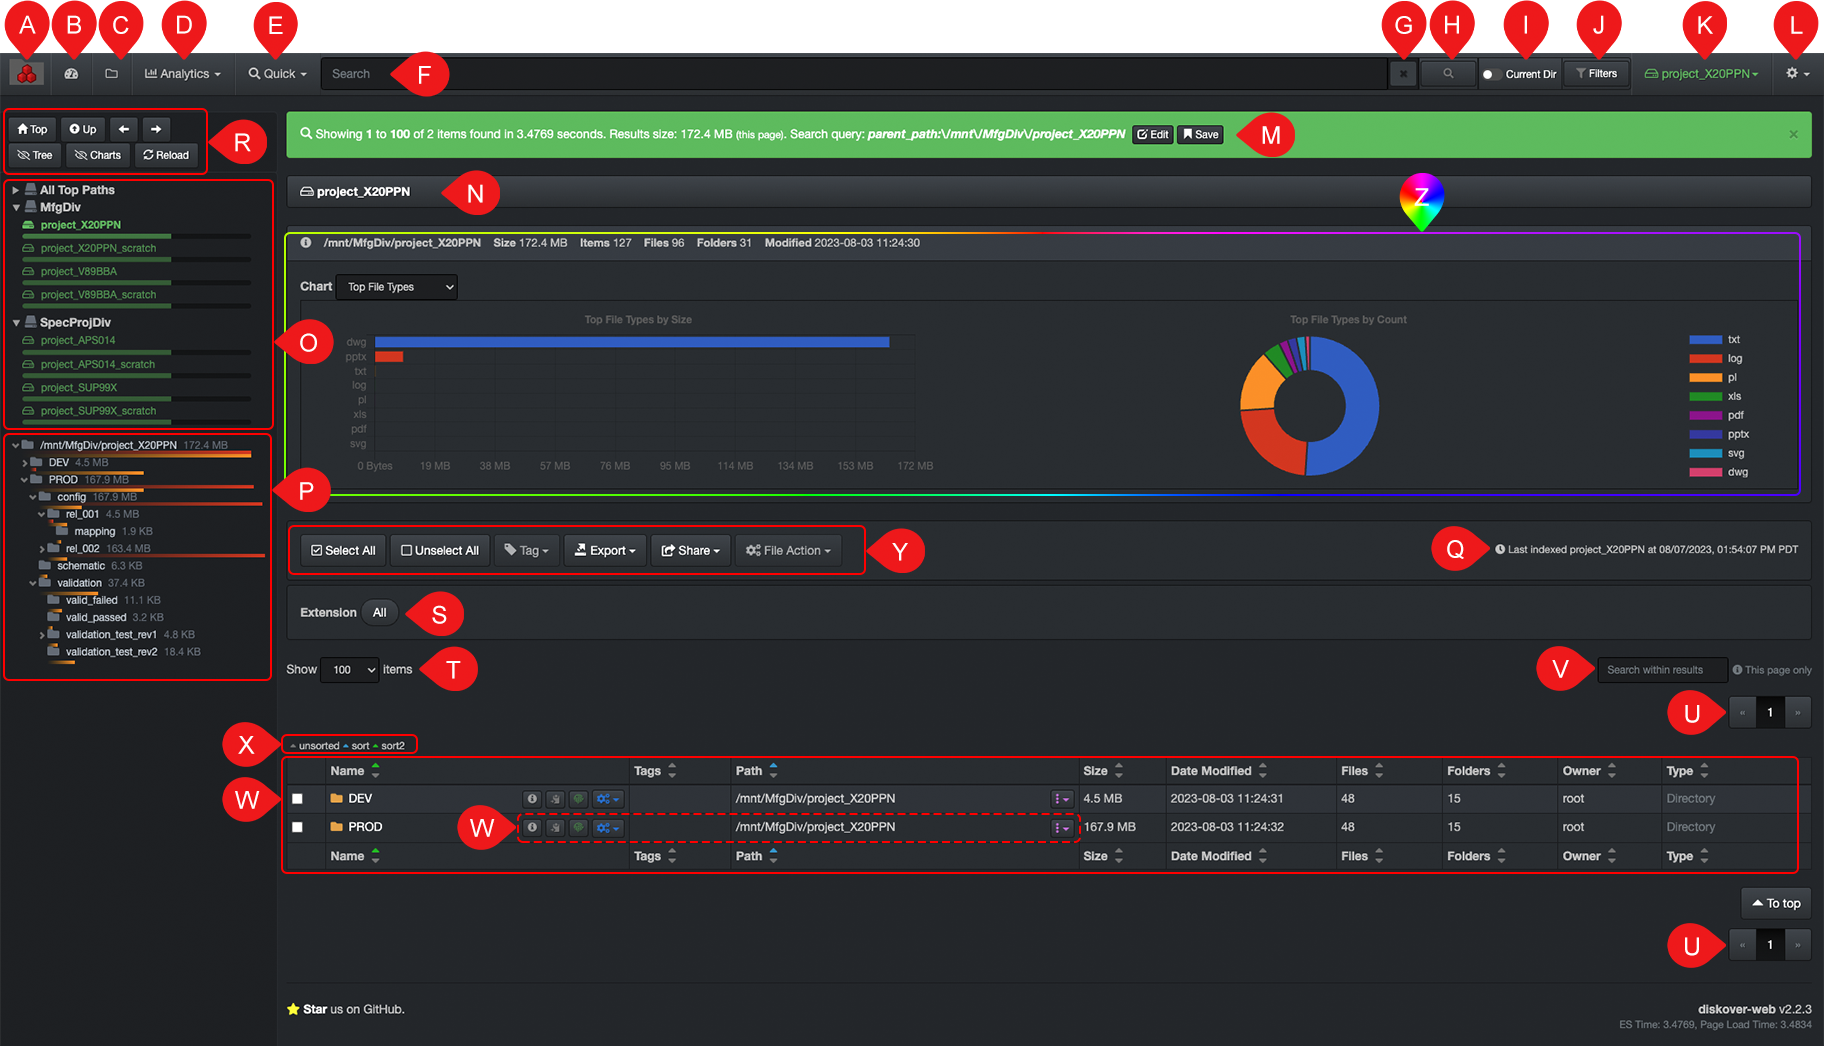 A B C D E G H I J K L
Analytics Quick Search F Current Dir Filters project_X20PPN
Top Up
Tree Charts Reload
R
Showing 1 to 100 of 2 items found in 3.4769 seconds. Results size: 172.4 MB (this page). Search query: parent_path:\/mnt\/MfgDiv\/project_X20PPN Edit Save M ×
All Top Paths
MfgDiv
project_X20PPN
project_X20PPN_scratch
project_V89BBA
project_V89BBA_scratch
SpecProjDiv
project_APS014
project_APS014_scratch
project_SUP99X
project_SUP99X_scratch
O
/mnt/MfgDiv/project_X20PPN 172.4 MB
DEV 4.5 MB
PROD 167.9 MB
config 167.9 MB
rel_001 4.5 MB
mapping 1.9 KB
rel_002 163.4 MB
schematic 6.3 KB
validation 37.4 KB
valid_failed 11.1 KB
valid_passed 3.2 KB
validation_test_rev1 4.8 KB
validation_test_rev2 18.4 KB
P
project_X20PPN N
Z
/mnt/MfgDiv/project_X20PPN Size 172.4 MB Items 127 Files 96 Folders 31 Modified 2023-08-03 11:24:30
Chart Top File Types
Top File Types by Size
dwg
pptx
txt
log
pl
xls
pdf
svg
0 Bytes 19 MB 38 MB 57 MB 76 MB 95 MB 114 MB 134 MB 153 MB 172 MB
Top File Types by Count
txt
log
pl
xls
pdf
pptx
svg
dwg
Select All Unselect All Tag Export Share File Action Y
Q Last indexed project_X20PPN at 08/07/2023, 01:54:07 PM PDT
Extension All S
Show 100 items T
V Search within results This page only
U « 1 »
X unsorted sort sort2
W
Name Tags Path Size Date Modified Files Folders Owner Type
DEV /mnt/MfgDiv/project_X20PPN 4.5 MB 2023-08-03 11:24:31 48 15 root Directory
PROD W /mnt/MfgDiv/project_X20PPN 167.9 MB 2023-08-03 11:24:32 48 15 root Directory
Name Tags Path Size Date Modified Files Folders Owner Type
To top
U « 1 »
Star us on GitHub.
diskover-web v2.2.3
ES Time: 3.4769, Page Load Time: 3.4834